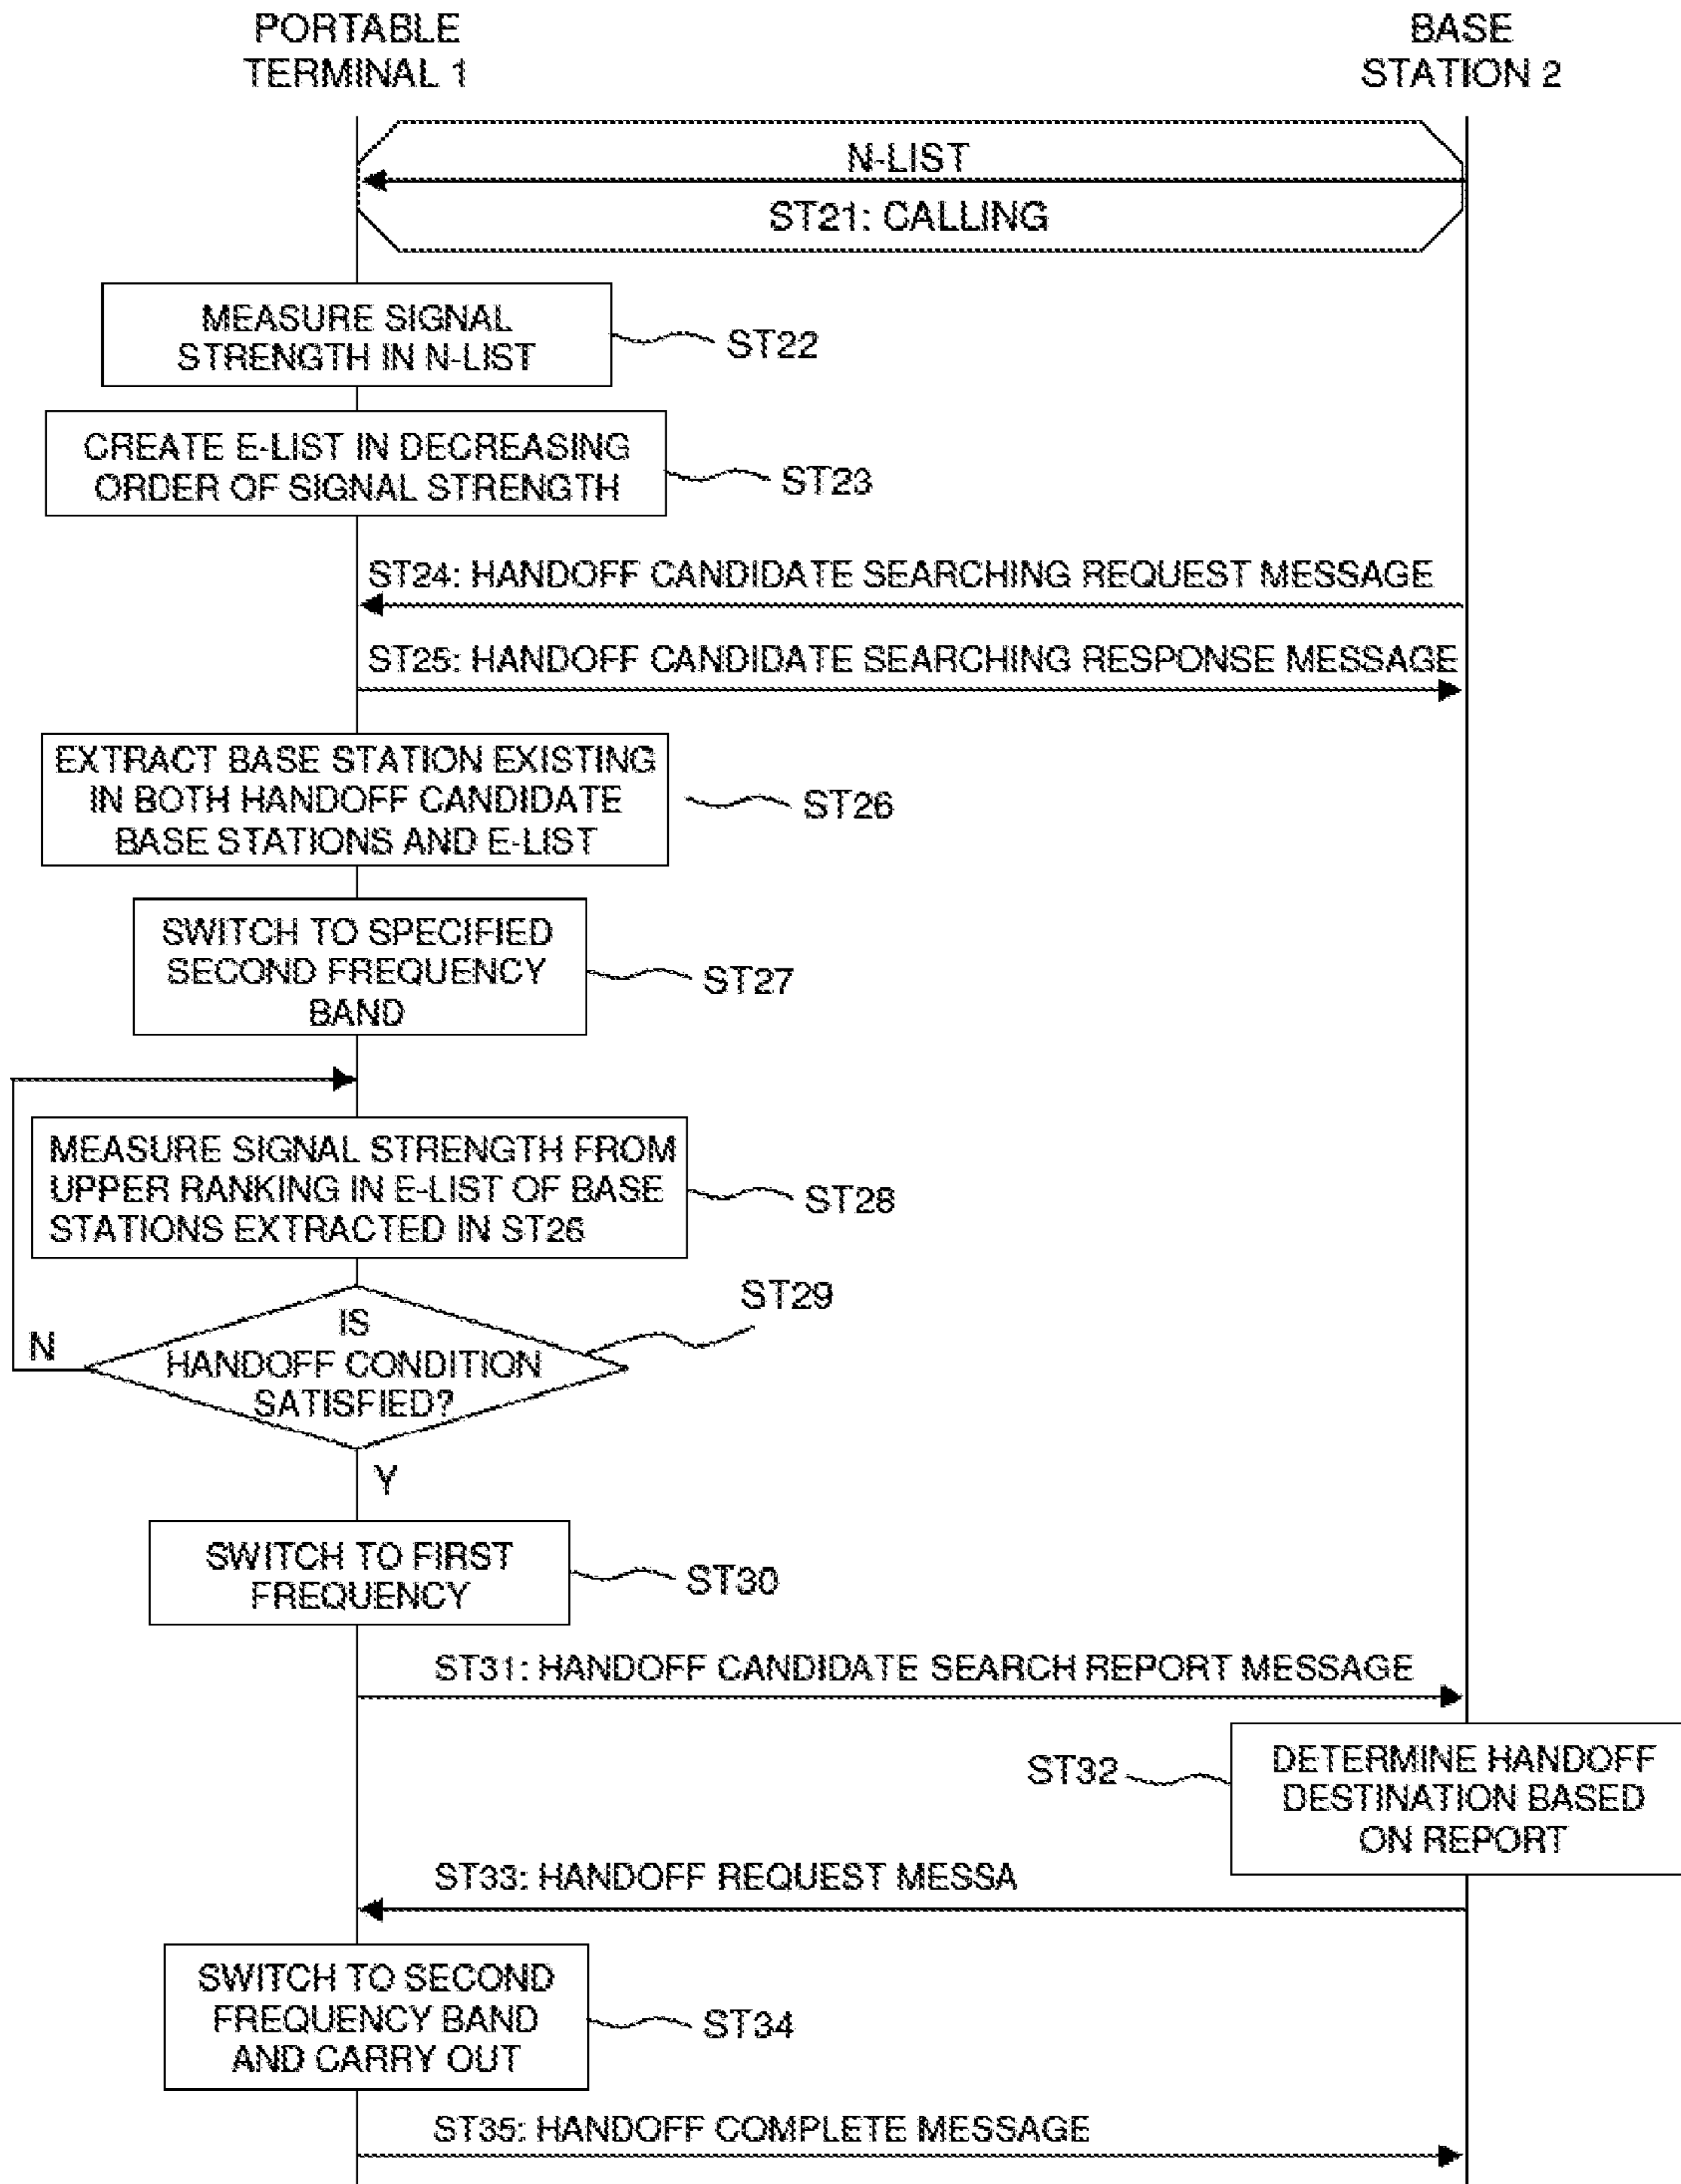 PORTABLE
TERMINAL 1
BASE
STATION 2
N-LIST
ST21: CALLING
MEASURE SIGNAL
STRENGTH IN N-LIST
ST22
CREATE E-LIST IN DECREASING
ORDER OF SIGNAL STRENGTH
ST23
ST24: HANDOFF CANDIDATE SEARCHING REQUEST MESSAGE
ST25: HANDOFF CANDIDATE SEARCHING RESPONSE MESSAGE
EXTRACT BASE STATION EXISTING
IN BOTH HANDOFF CANDIDATE
BASE STATIONS AND E-LIST
ST26
SWITCH TO SPECIFIED
SECOND FREQUENCY
BAND
ST27
MEASURE SIGNAL STRENGTH FROM
UPPER RANKING IN E-LIST OF BASE
STATIONS EXTRACTED IN ST26
ST28
IS
HANDOFF CONDITION
SATISFIED?
ST29
N
Y
SWITCH TO FIRST
FREQUENCY
ST30
ST31: HANDOFF CANDIDATE SEARCH REPORT MESSAGE
ST32
DETERMINE HANDOFF
DESTINATION BASED
ON REPORT
ST33: HANDOFF REQUEST MESSA
SWITCH TO SECOND
FREQUENCY BAND
AND CARRY OUT
ST34
ST35: HANDOFF COMPLETE MESSAGE